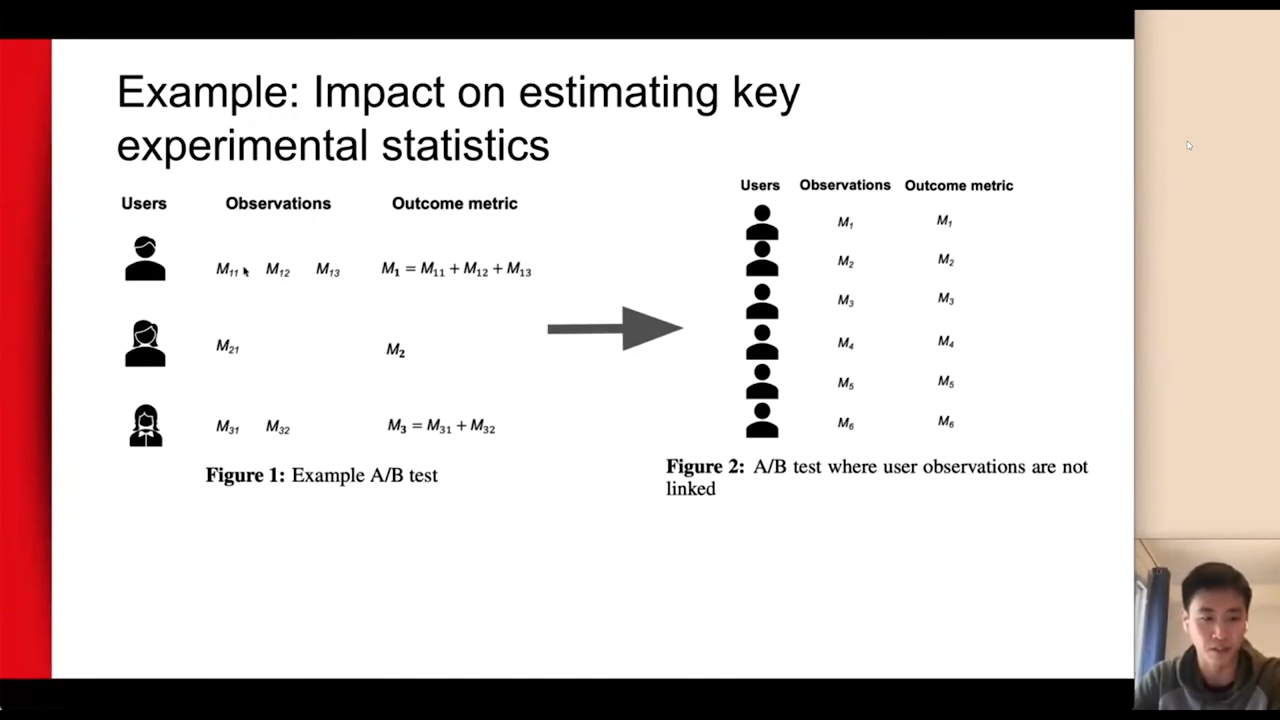 Example: Impact on estimating key
experimental statistics
Users Observations Outcome metric
M11 M12 M13 M1 = M11 + M12 + M13
M21 M2
M31 M32 M3 = M31 + M32
Figure 1: Example A/B test
Users Observations Outcome metric
M1 M1
M2 M2
M3 M3
M4 M4
M5 M5
M6 M6
Figure 2: A/B test where user observations are not
linked